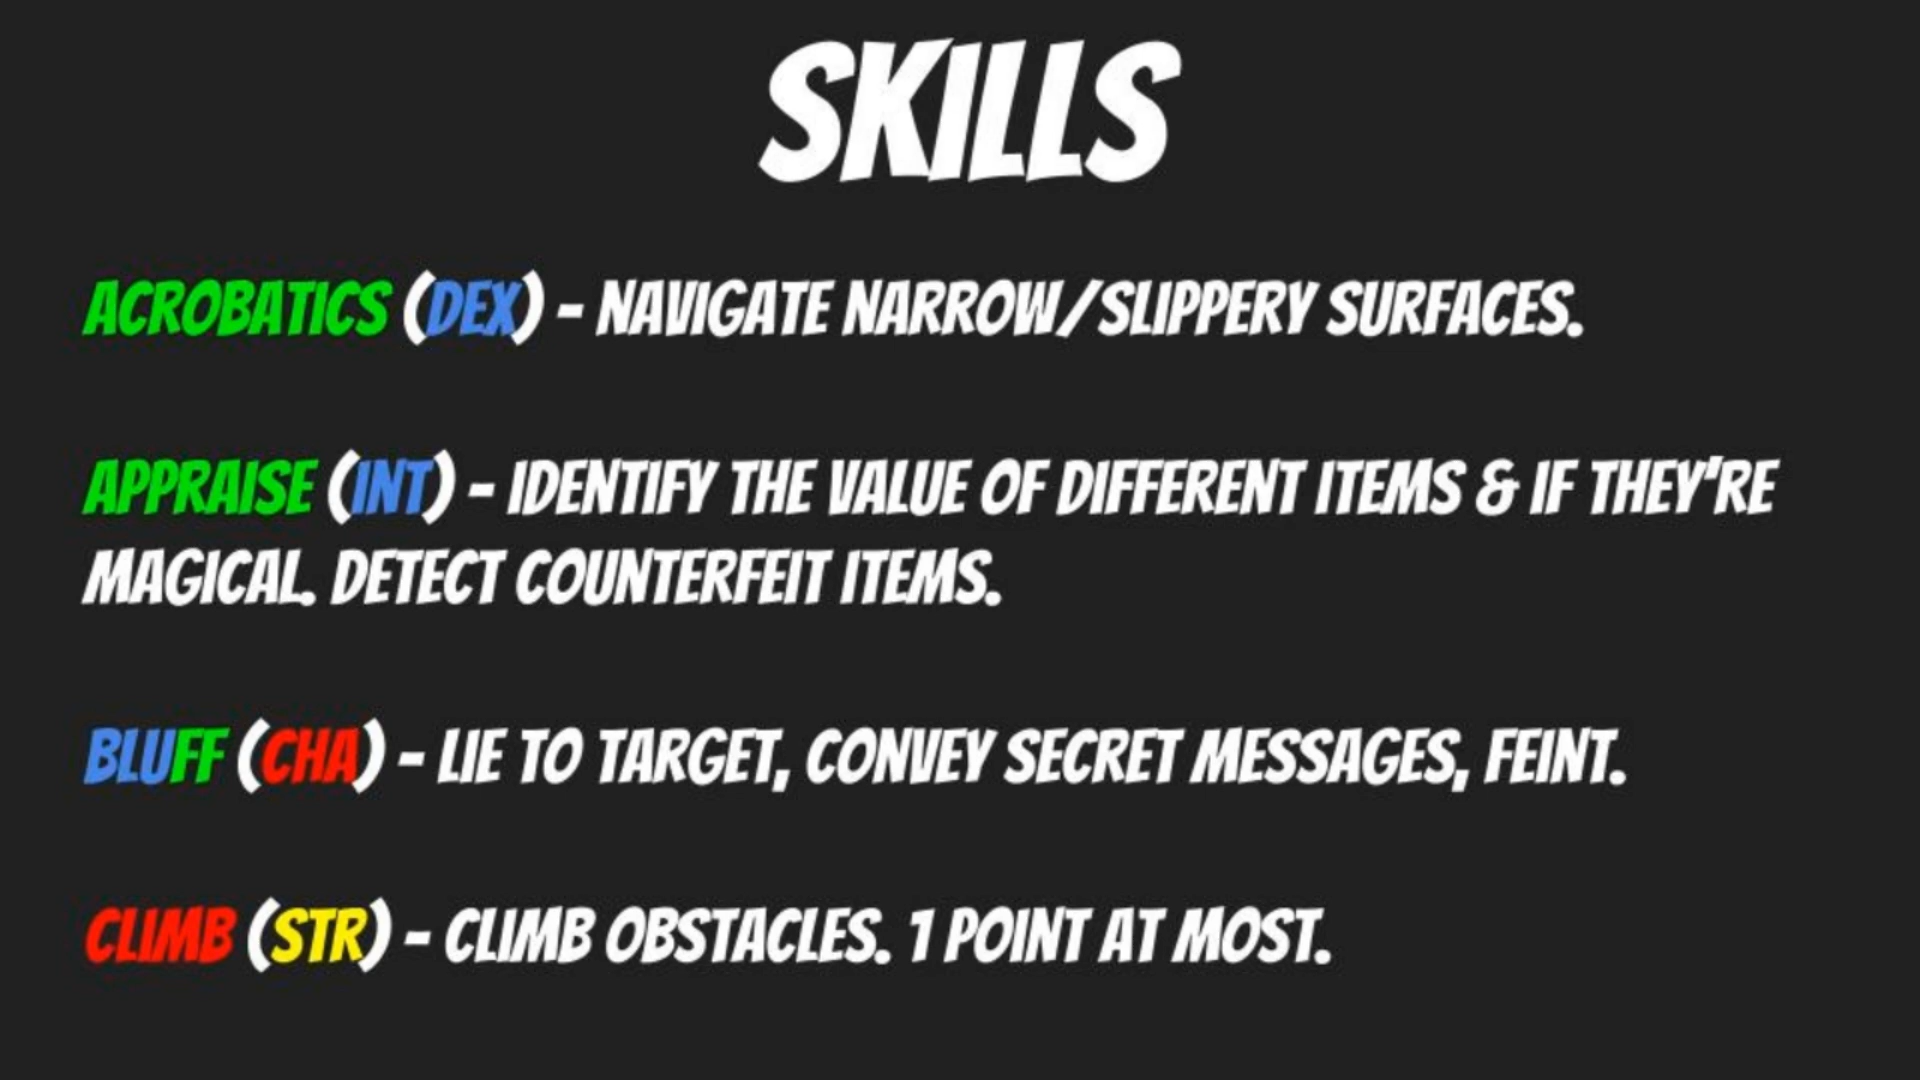 SKILLS
ACROBATICS (DEX) - NAVIGATE NARROW/SLIPPERY SURFACES.
APPRAISE (INT) - IDENTIFY THE VALUE OF DIFFERENT ITEMS & IF THEY'RE
MAGICAL. DETECT COUNTERFEIT ITEMS.
BLUFF (CHA) - LIE TO TARGET, CONVEY SECRET MESSAGES, FEINT.
CLIMB (STR) - CLIMB OBSTACLES. 1 POINT AT MOST.